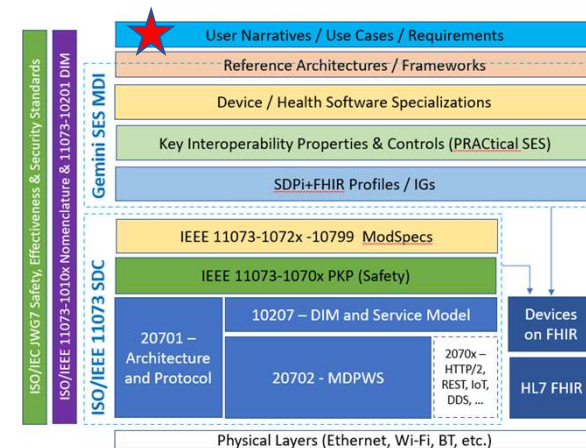 ISO/IEC JWG7 Safety, Effectiveness & Security Standards
ISO/IEEE 11073-1010x Nomenclature & 11073-10201 DIM
User Narratives / Use Cases / Requirements
Gemini SES MDI
Reference Architectures / Frameworks
Device / Health Software Specializations
Key Interoperability Properties & Controls (PRACtical SES)
SDPi+FHIR Profiles / IGs
ISO/IEEE 11073 SDC
IEEE 11073-1072x -10799 ModSpecs
IEEE 11073-1070x PKP (Safety)
20701 –
Architecture
and Protocol
10207 – DIM and Service Model
20702 - MDPWS
2070x –
HTTP/2,
REST, IoT,
DDS, ...
Devices
on FHIR
HL7 FHIR
Physical Layers (Ethernet, Wi-Fi, BT, etc.)